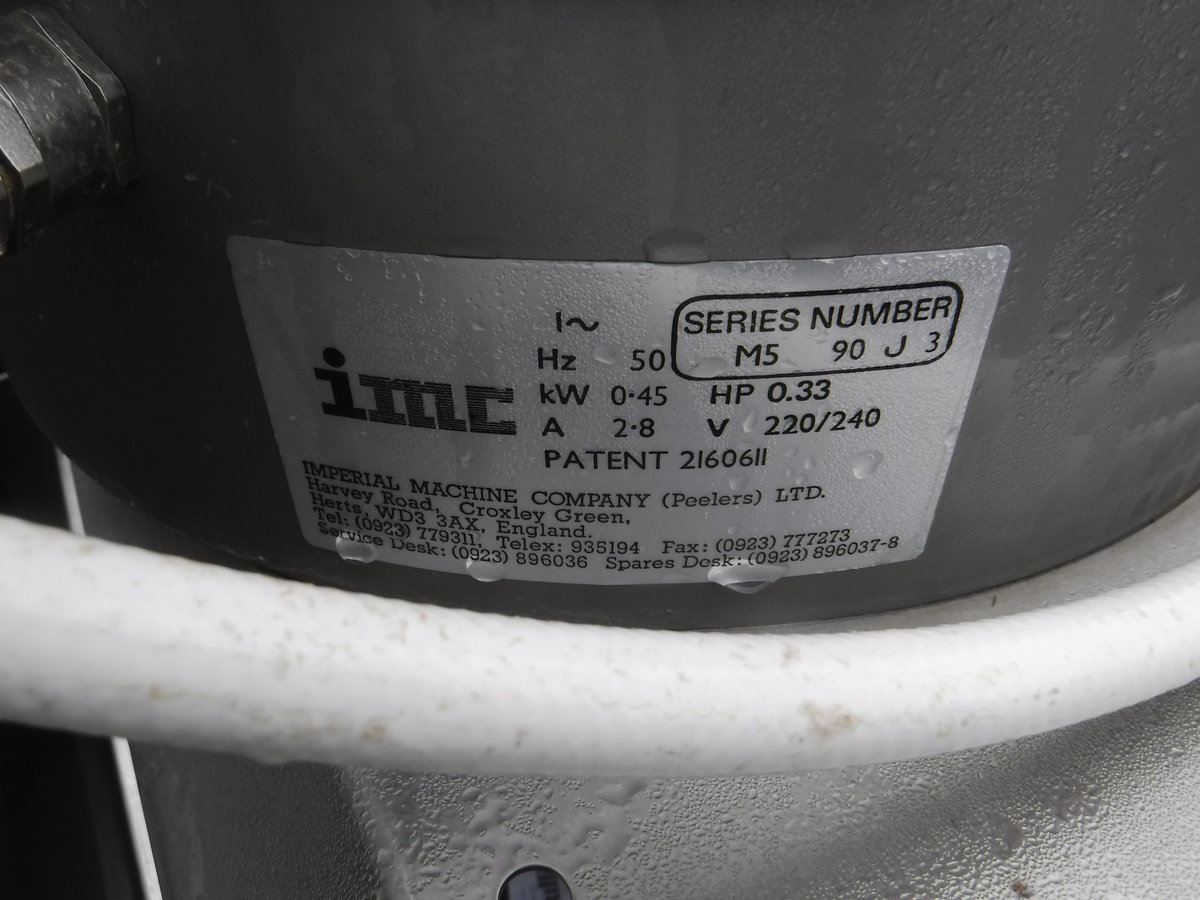 1~
SERIES NUMBER
Hz 50
M5 90 J 3
imc
kW 0·45 HP 0.33
A 2·8 V 220/240
PATENT 2160611
IMPERIAL MACHINE COMPANY (Peelers) LTD.
Harvey Road, Croxley Green,
Herts, WD3 3AX, England.
Tel: (0923) 779311, Telex: 935194 Fax: (0923) 777273
Service Desk: (0923) 896036 Spares Desk: (0923) 896037-8